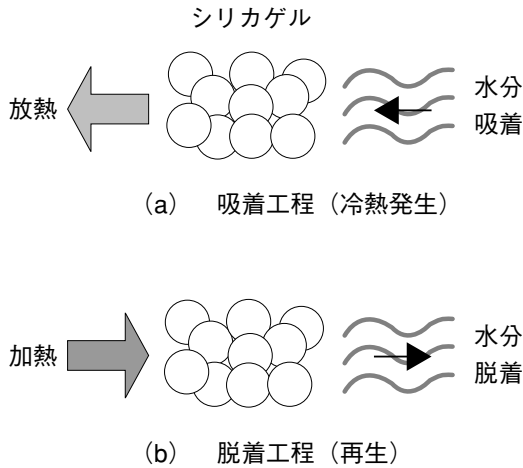 シリカゲル
放熱
水分
吸着
(a) 吸着工程(冷熱発生)
加熱
水分
脱着
(b) 脱着工程(再生)